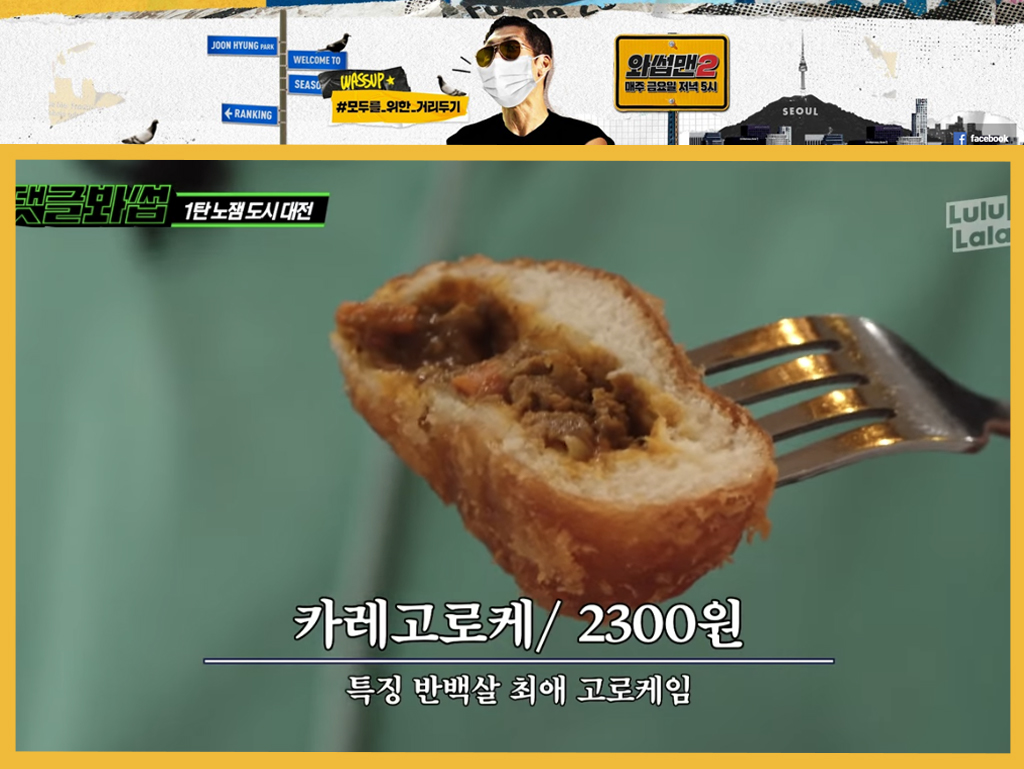 JOON HYUNG PARK
WELCOME TO
SEASO
RANKING
WASSUP
#모두를_위한_거리두기
와썹맨2
매주 금요일 저녁 5시
SEOUL
facebook
댓글와썹
1탄 노잼 도시 대전
Lulu
Lala
카레고로케/ 2300원
특징 반백살 최애 고로케임